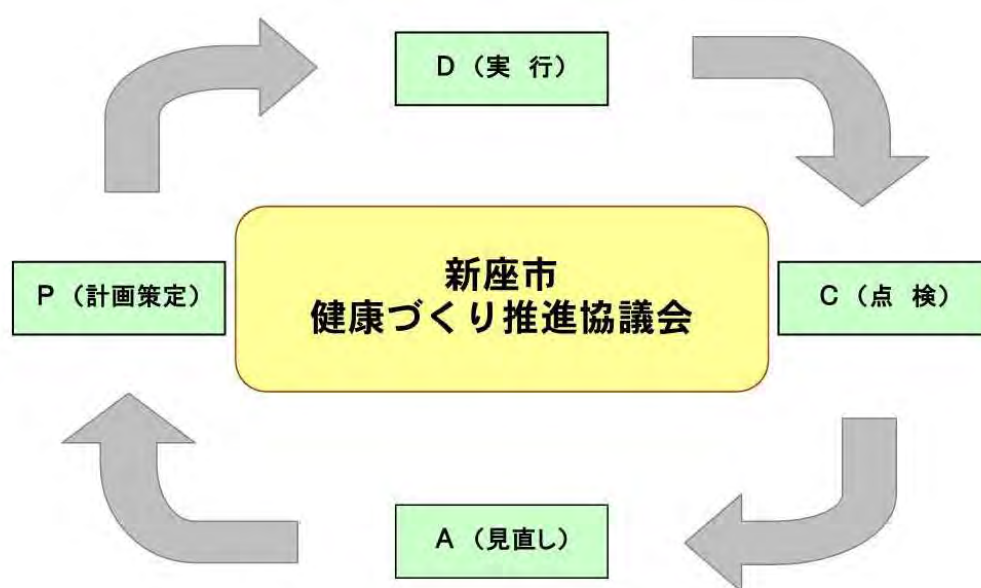 D （実　行）
P （計画策定）
新座市
健康づくり推進協議会
C （点　検）
A （見直し）